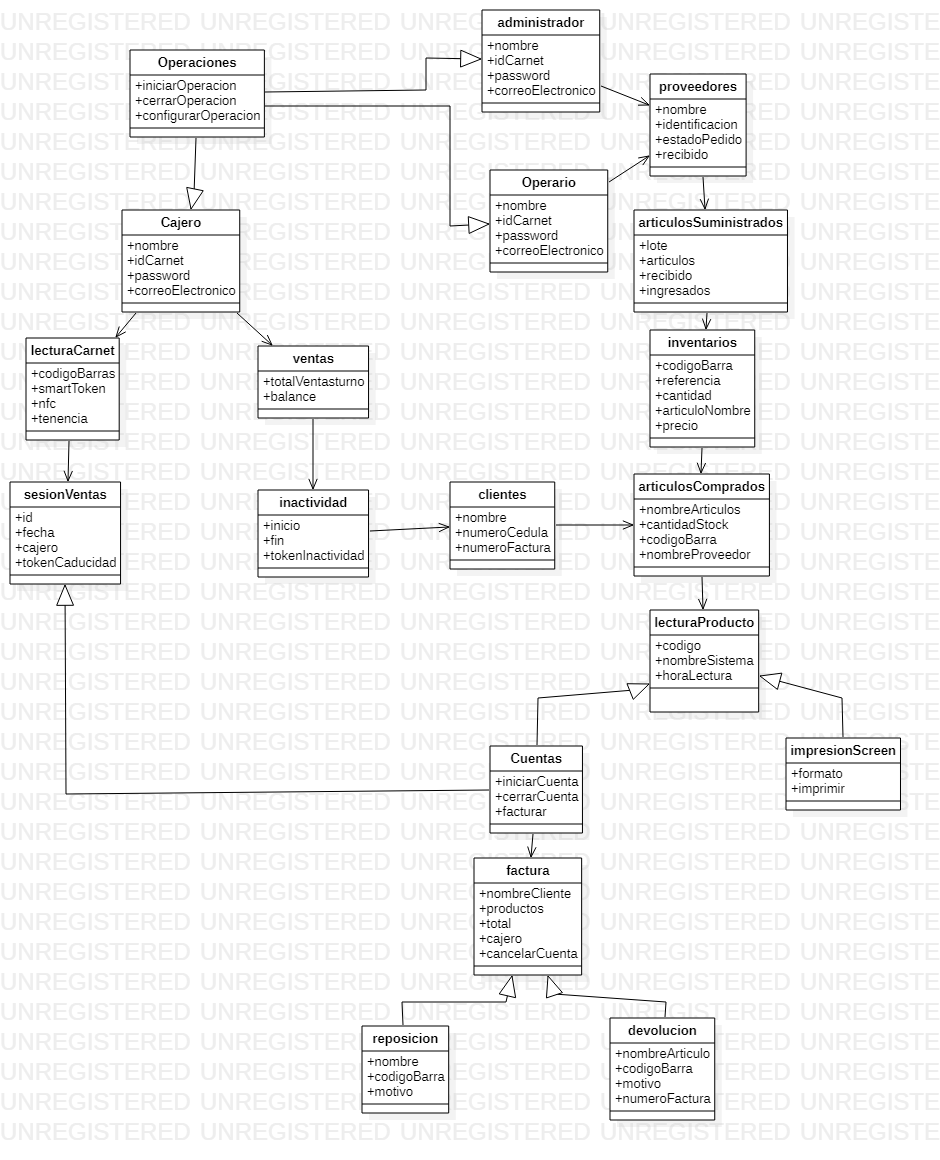 administrador
+nombre
+idCarnet
+password
+correoElectronico
Operaciones
+iniciarOperacion
+cerrarOperacion
+configurarOperacion
proveedores
+nombre
+identificacion
+estadoPedido
+recibido
Operario
+nombre
+idCarnet
+password
+correoElectronico
Cajero
+nombre
+idCarnet
+password
+correoElectronico
articulosSuministrados
+lote
+articulos
+recibido
+ingresados
lecturaCarnet
+codigoBarras
+smartToken
+nfc
+tenencia
ventas
+totalVentasturno
+balance
inventarios
+codigoBarra
+referencia
+cantidad
+articuloNombre
+precio
sesionVentas
+id
+fecha
+cajero
+tokenCaducidad
inactividad
+inicio
+fin
+tokenInactividad
clientes
+nombre
+numeroCedula
+numeroFactura
articulosComprados
+nombreArticulos
+cantidadStock
+codigoBarra
+nombreProveedor
lecturaProducto
+codigo
+nombreSistema
+horaLectura
Cuentas
+iniciarCuenta
+cerrarCuenta
+facturar
impresionScreen
+formato
+imprimir
factura
+nombreCliente
+productos
+total
+cajero
+cancelarCuenta
reposicion
+nombre
+codigoBarra
+motivo
devolucion
+nombreArticulo
+codigoBarra
+motivo
+numeroFactura
UNREGISTERED